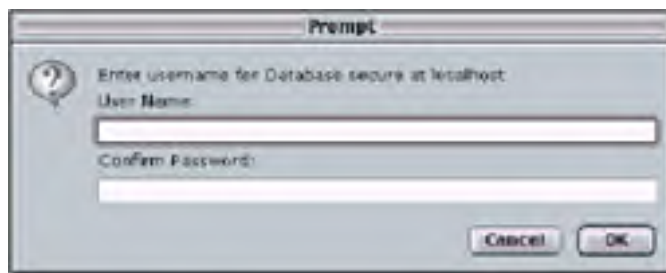 Prompt
Enter username for Database secure at localhost
User Name:
Confirm Password:
Cancel
OK